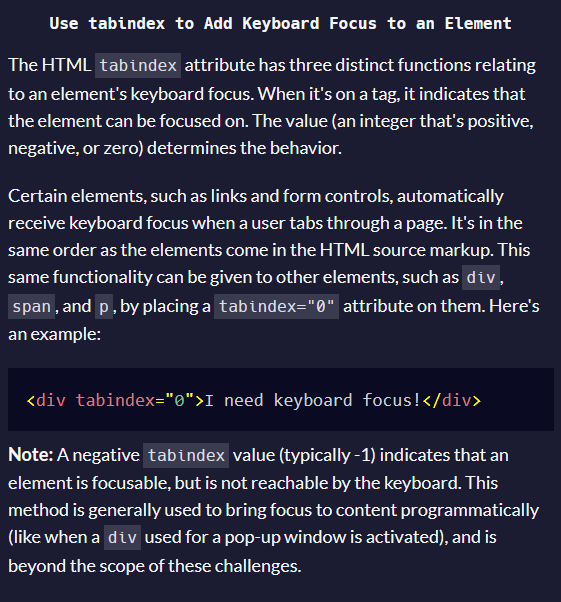 Use tabindex to Add Keyboard Focus to an Element
The HTML tabindex attribute has three distinct functions relating
to an element's keyboard focus. When it's on a tag, it indicates that
the element can be focused on. The value (an integer that's positive,
negative, or zero) determines the behavior.
Certain elements, such as links and form controls, automatically
receive keyboard focus when a user tabs through a page. It's in the
same order as the elements come in the HTML source markup. This
same functionality can be given to other elements, such as div,
span, and p, by placing a tabindex="0" attribute on them. Here's
an example:
<div tabindex="0">I need keyboard focus!</div>
Note: A negative tabindex value (typically -1) indicates that an
element is focusable, but is not reachable by the keyboard. This
method is generally used to bring focus to content programmatically
(like when a div used for a pop-up window is activated), and is
beyond the scope of these challenges.